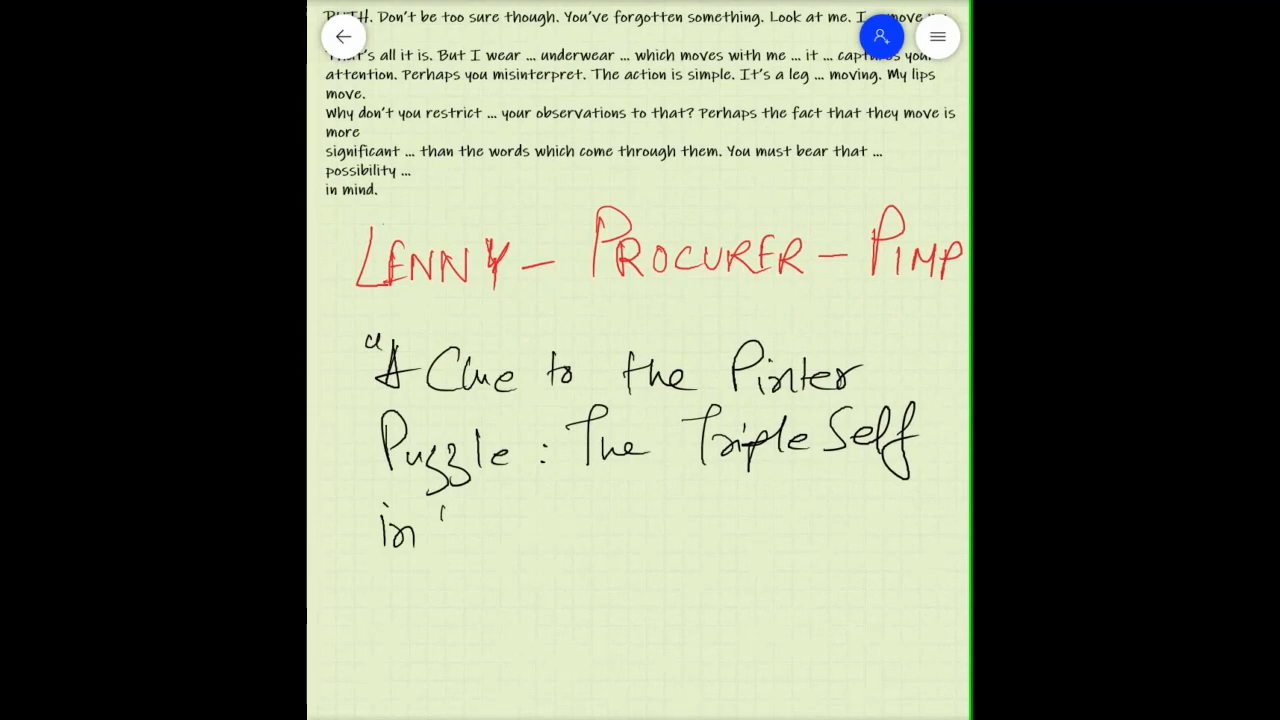 RUTH. Don't be too sure though. You've forgotten something. Look at me. I ... move
That's all it is. But I wear ... underwear ... which moves with me ... it ... captures your
attention. Perhaps you misinterpret. The action is simple. It's a leg ... moving. My lips
move.
Why don't you restrict ... your observations to that? Perhaps the fact that they move is
more
significant ... than the words which come through them. You must bear that ...
possibility ...
in mind.
LENNY - PROCURER - PIMP
"A Clue to the Pinter
Puzzle : The Triple Self
in '